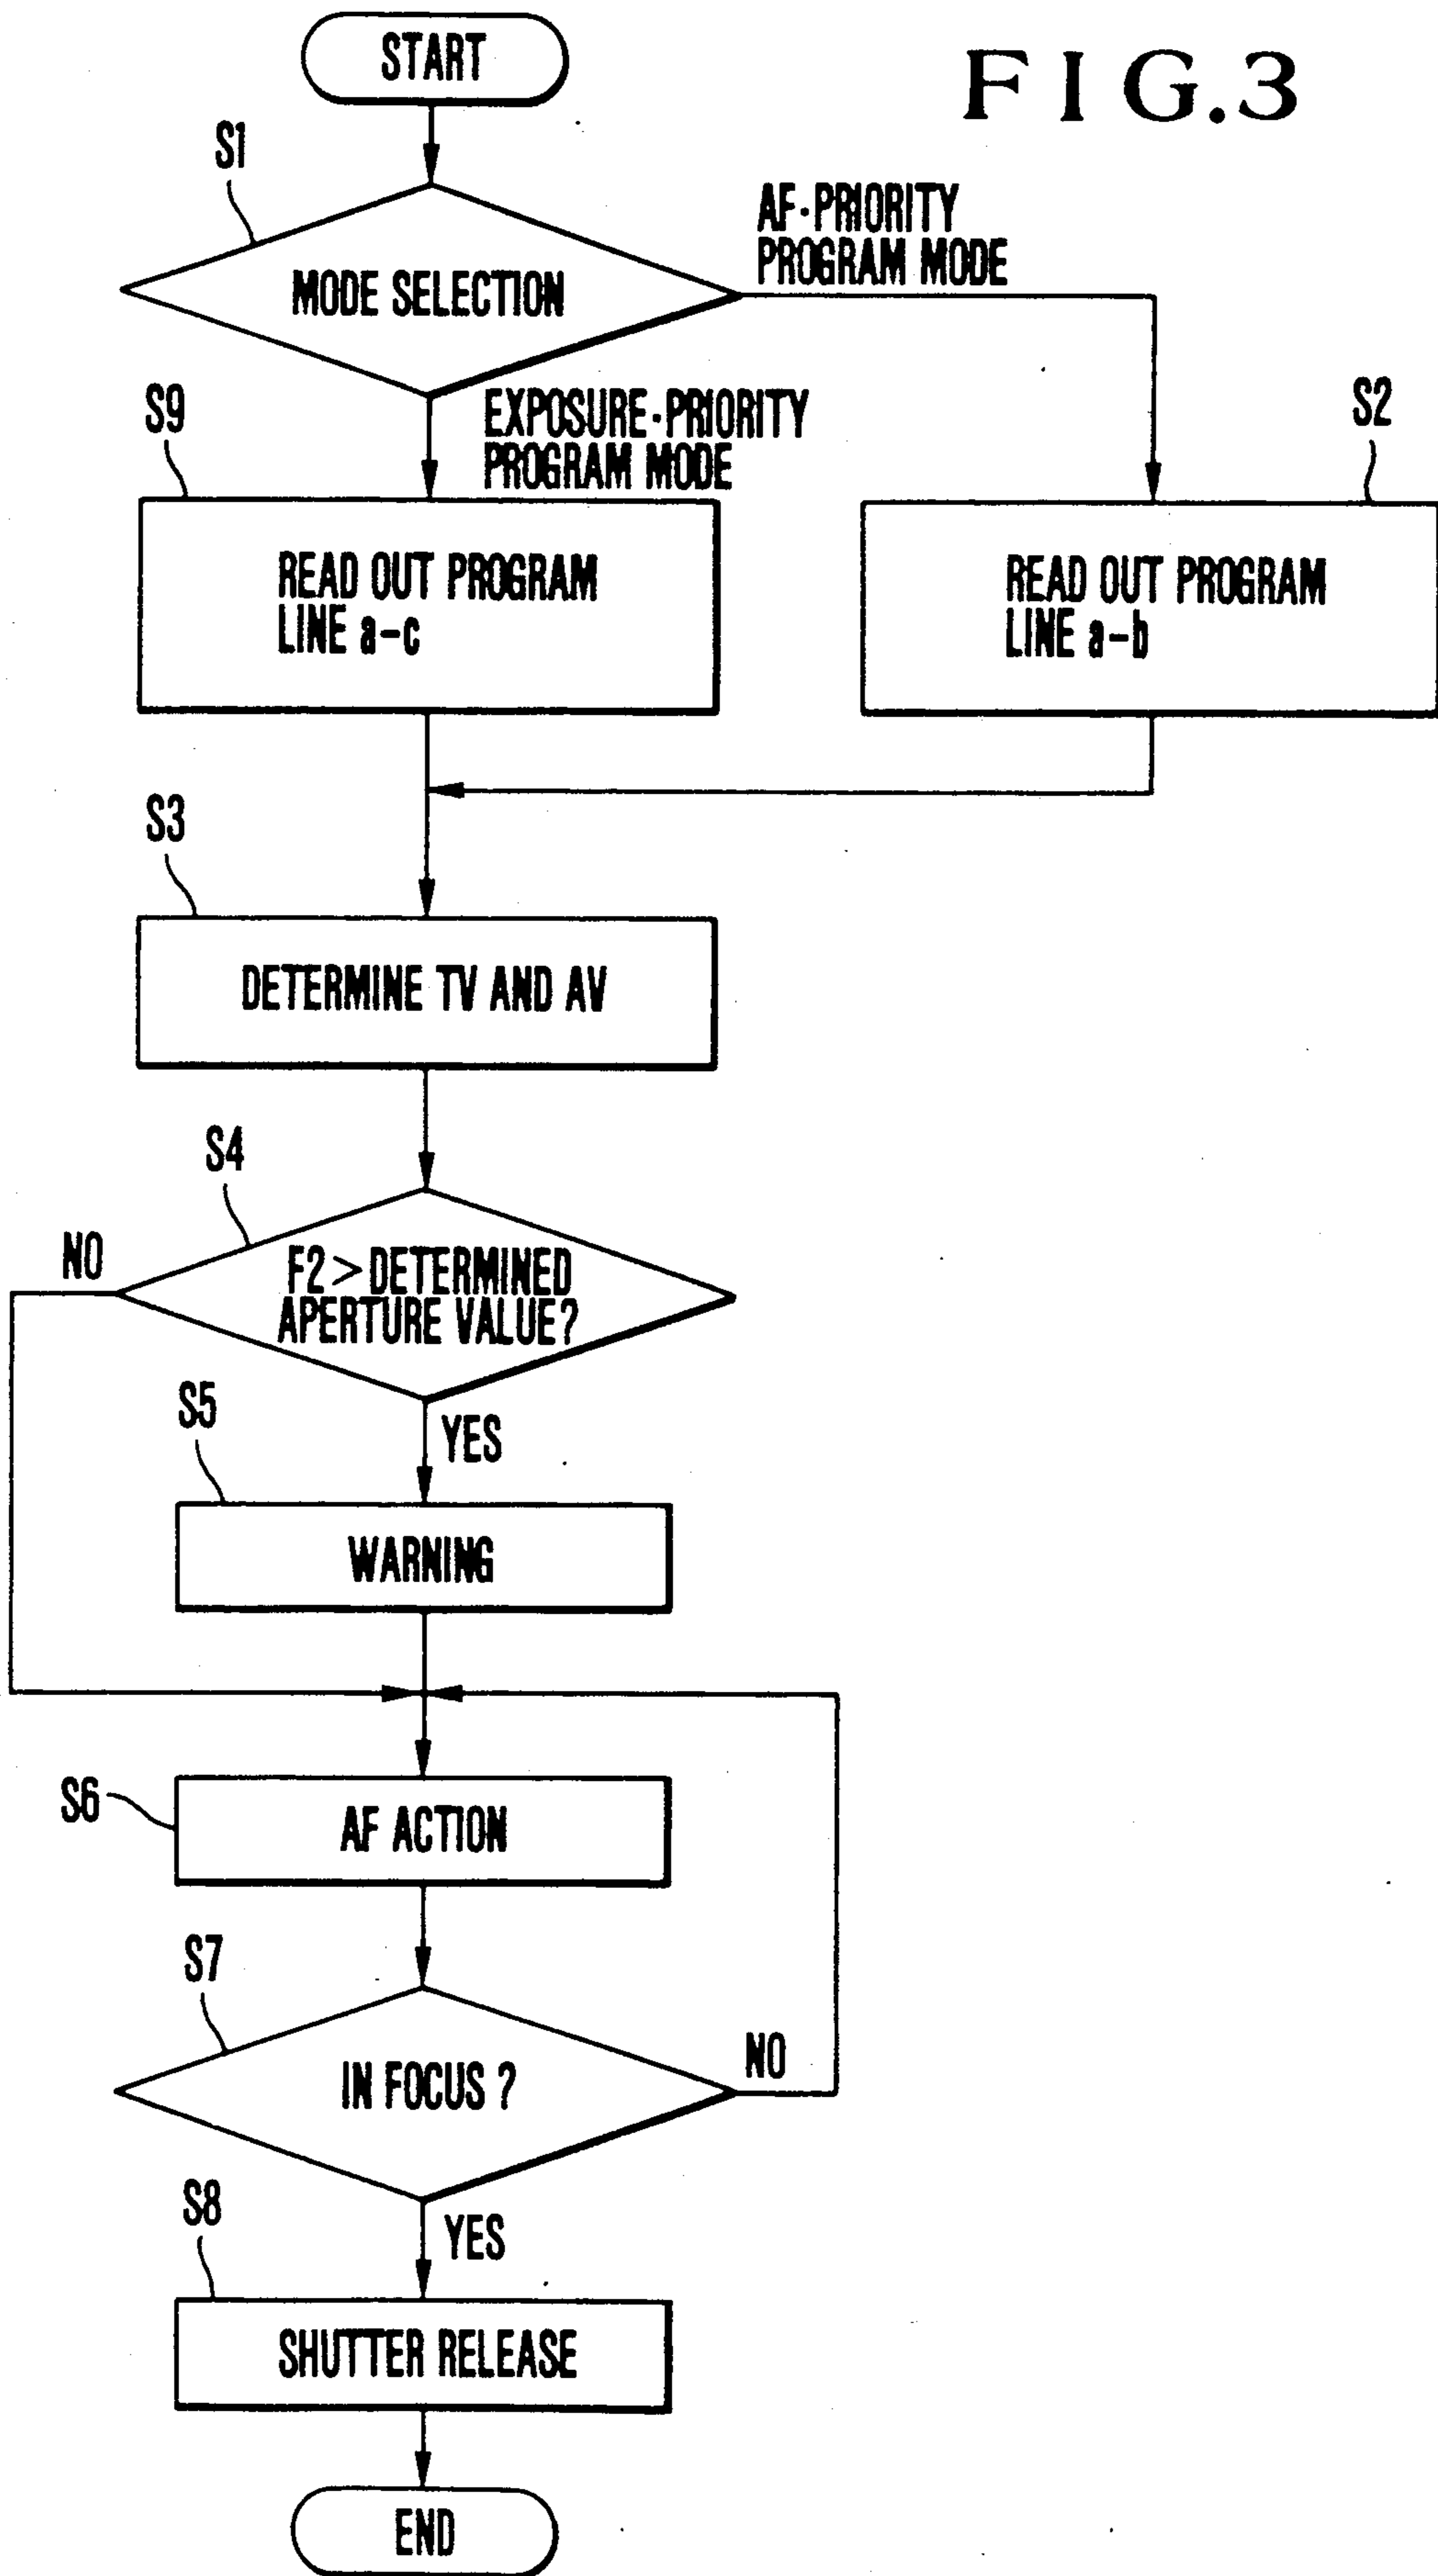 START
FIG.3
S1
AF-PRIORITY
PROGRAM MODE
MODE SELECTION
S9
EXPOSURE-PRIORITY
PROGRAM MODE
S2
READ OUT PROGRAM
LINE a-c
READ OUT PROGRAM
LINE a-b
S3
DETERMINE TV AND AV
S4
NO
F2>DETERMINED
APERTURE VALUE?
S5
YES
WARNING
S6
AF ACTION
S7
NO
IN FOCUS?
S8
YES
SHUTTER RELEASE
END